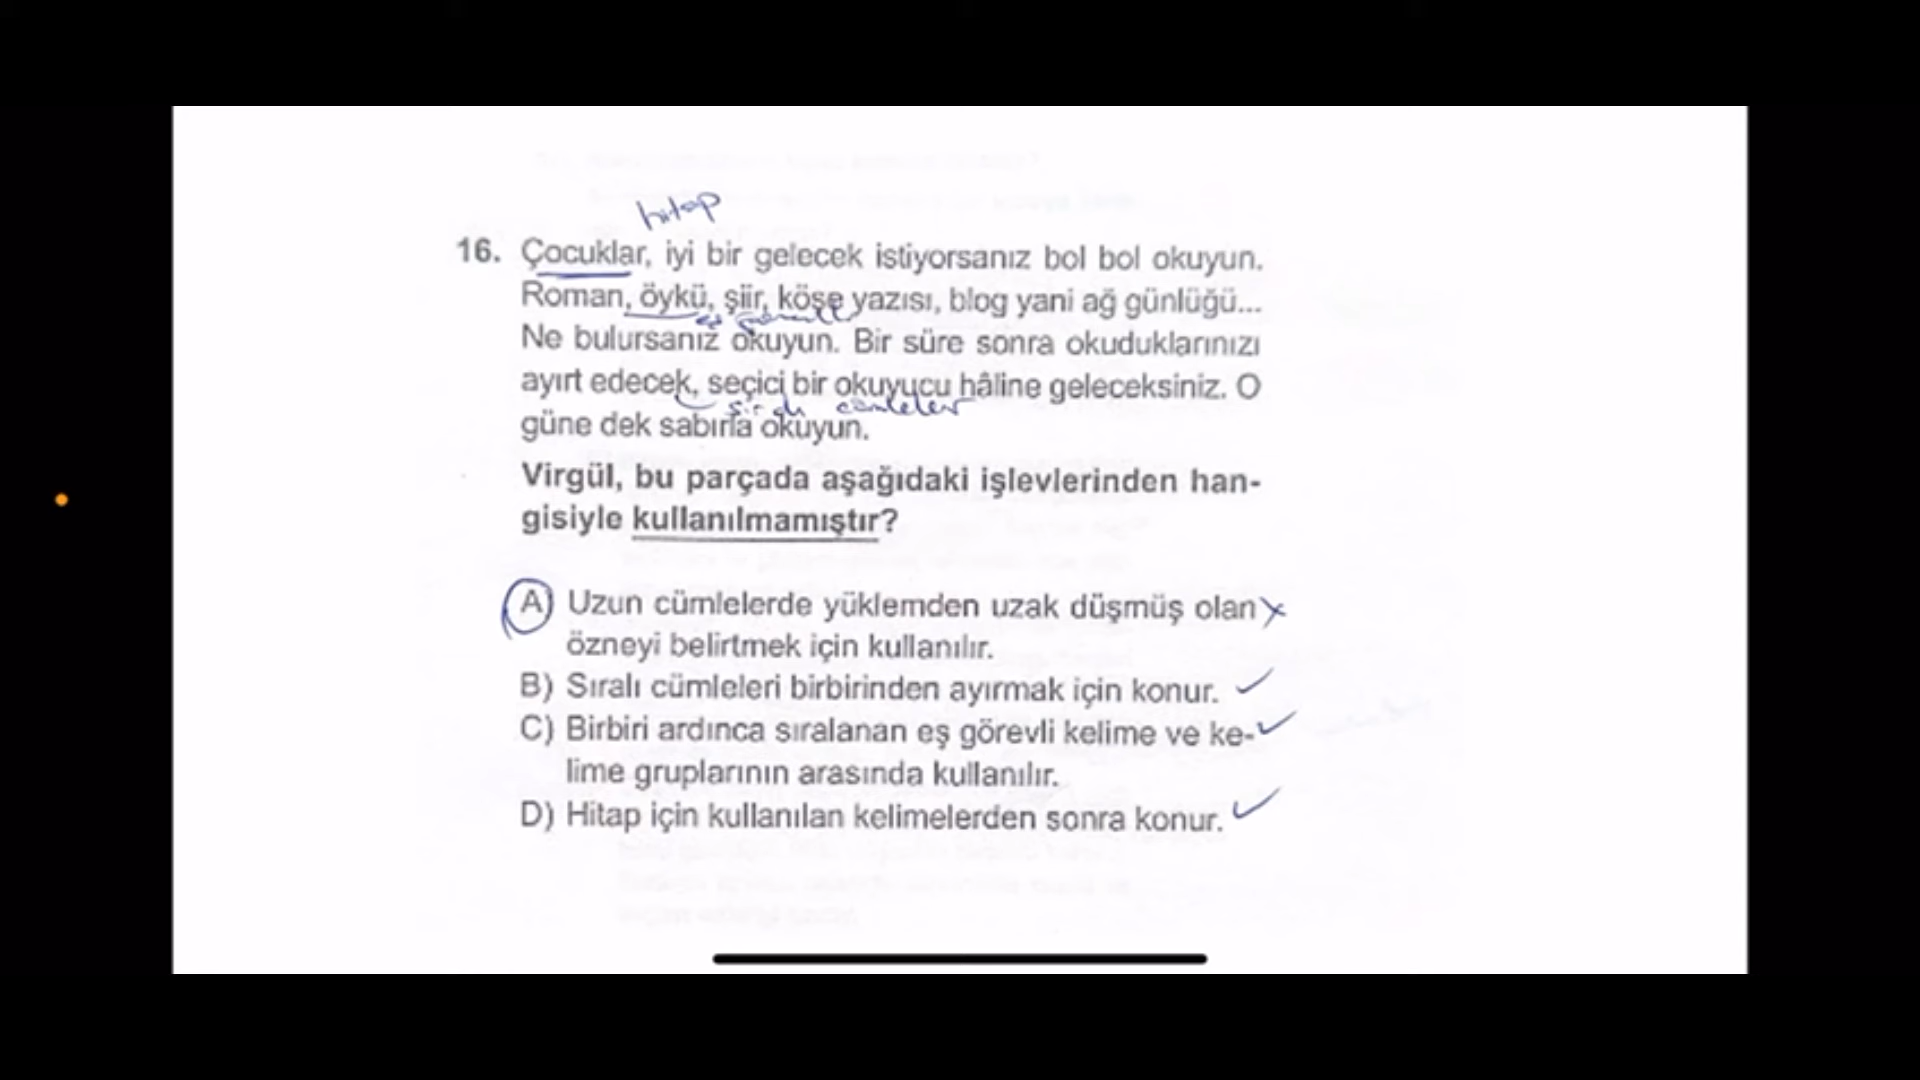 hitap
16. Çocuklar, iyi bir gelecek istiyorsanız bol bol okuyun.
Roman, öykü, şiir, köşe yazısı, blog yani ağ günlüğü...
eş görevli
Ne bulursanız okuyun. Bir süre sonra okuduklarınızı
ayırt edecek, seçici bir okuyucu hâline geleceksiniz. O
sıralı cümleler
güne dek sabırla okuyun.
Virgül, bu parçada aşağıdaki işlevlerinden han-
gisiyle kullanılmamıştır?
A) Uzun cümlelerde yüklemden uzak düşmüş olan
özneyi belirtmek için kullanılır.
B) Sıralı cümleleri birbirinden ayırmak için konur.
C) Birbiri ardınca sıralanan eş görevli kelime ve ke-
lime gruplarının arasında kullanılır.
D) Hitap için kullanılan kelimelerden sonra konur.